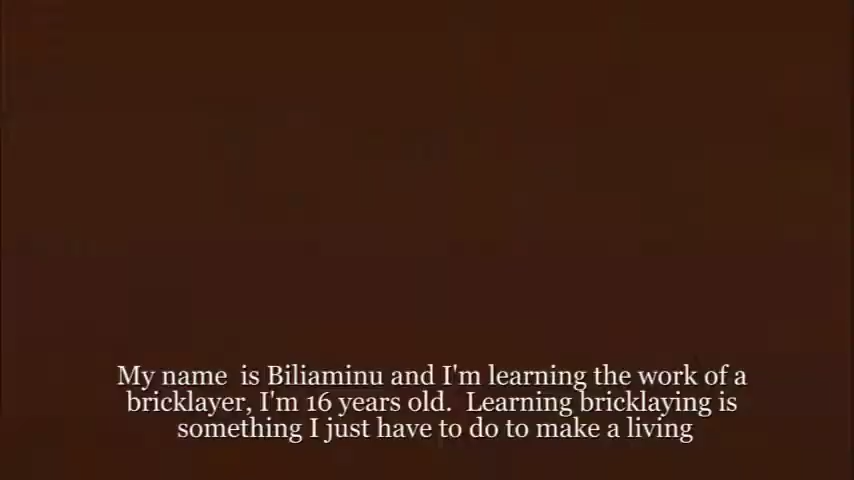 My name  is Biliaminu and I'm learning the work of a
bricklayer, I'm 16 years old.  Learning bricklaying is
something I just have to do to make a living